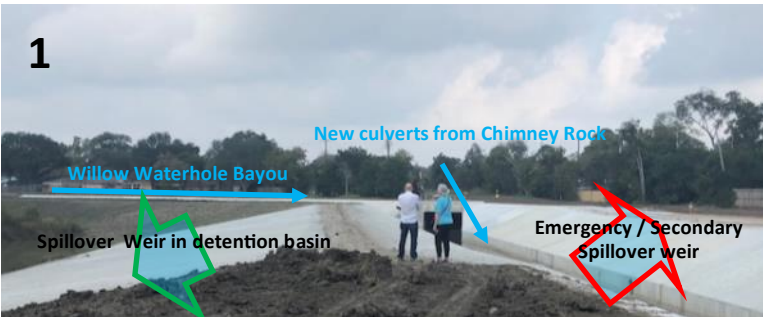 1
New culverts from Chimney Rock
Willow Waterhole Bayou
Spillover Weir in detention basin
Emergency / Secondary
Spillover weir